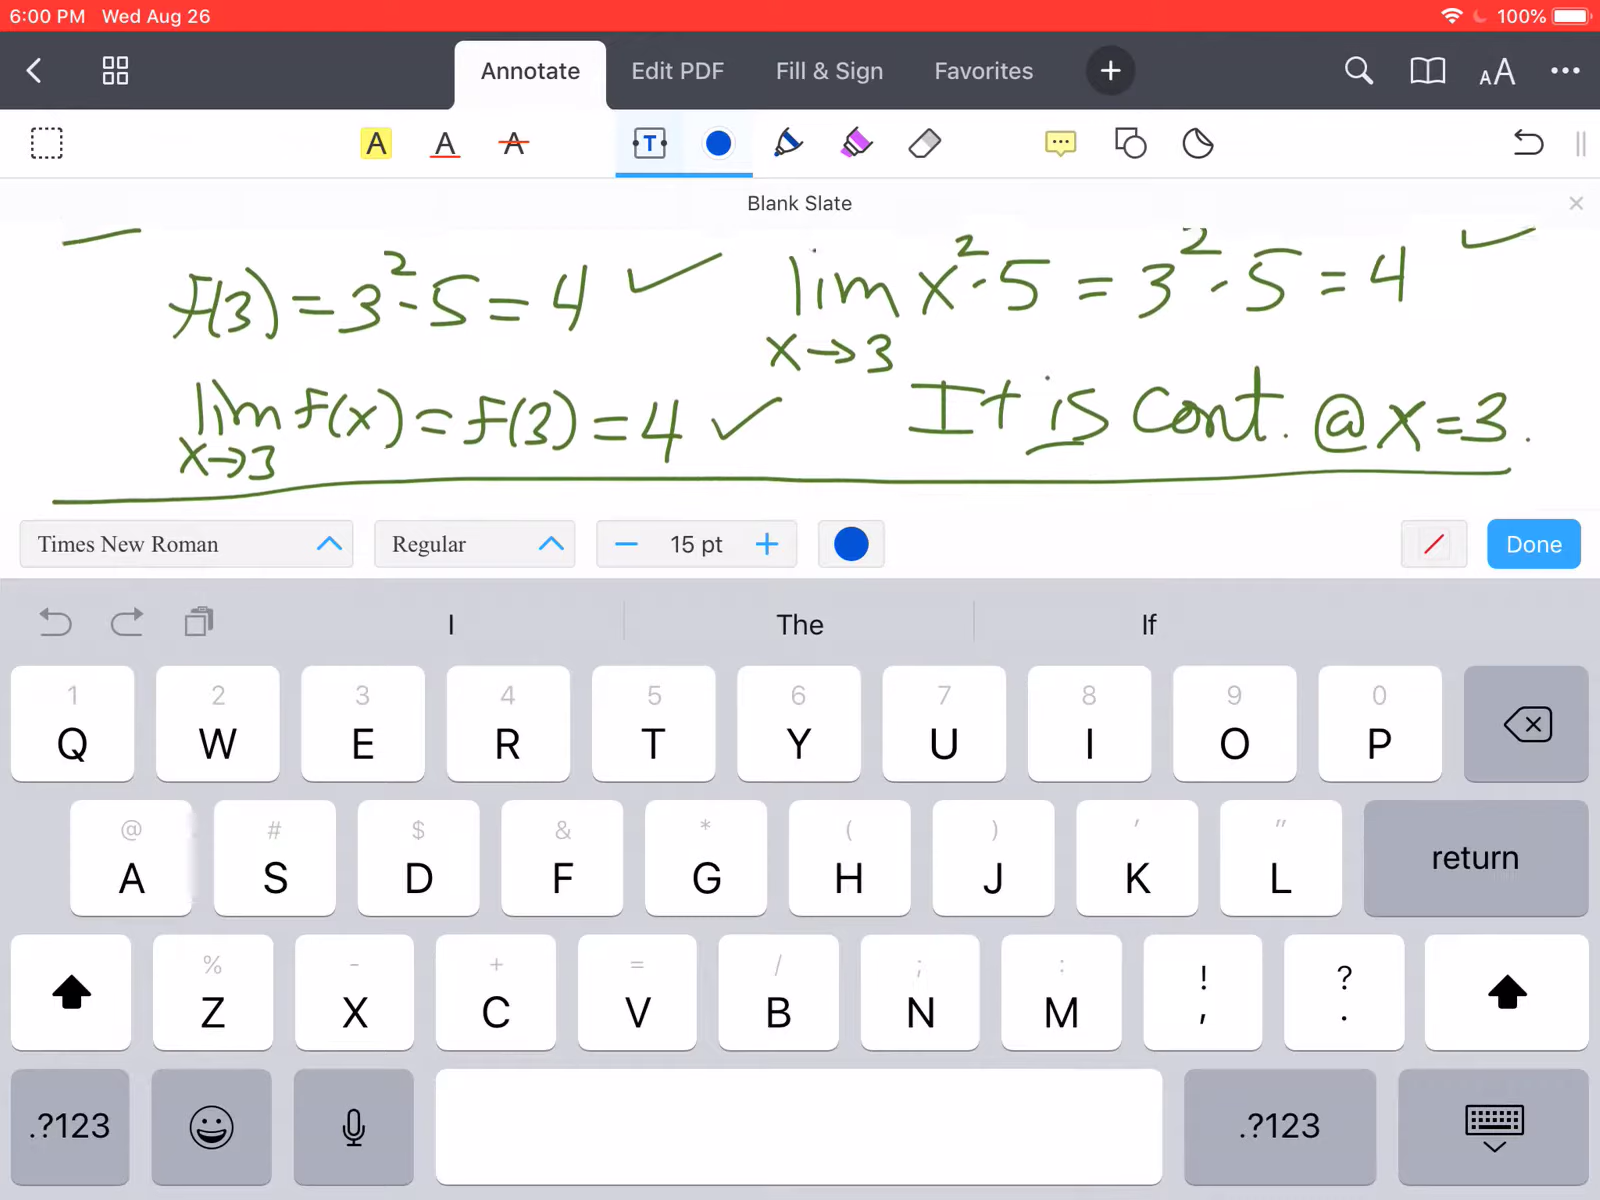 6:00 PM Wed Aug 26 100%
Annotate Edit PDF Fill & Sign Favorites + AA
A A A T
Blank Slate
f(3) = 3² - 5 = 4 ✓
lim x² - 5 = 3² - 5 = 4 ✓
x→3
lim f(x) = f(3) = 4 ✓
x→3
It is cont. @ x = 3.
Times New Roman Regular − 15 pt + Done
I The If
1 2 3 4 5 6 7 8 9 0
Q W E R T Y U I O P
@ # $ & * ( ) ' "
A S D F G H J K L return
% - + = / ; : ! ?
Z X C V B N M , .
.?123 .?123